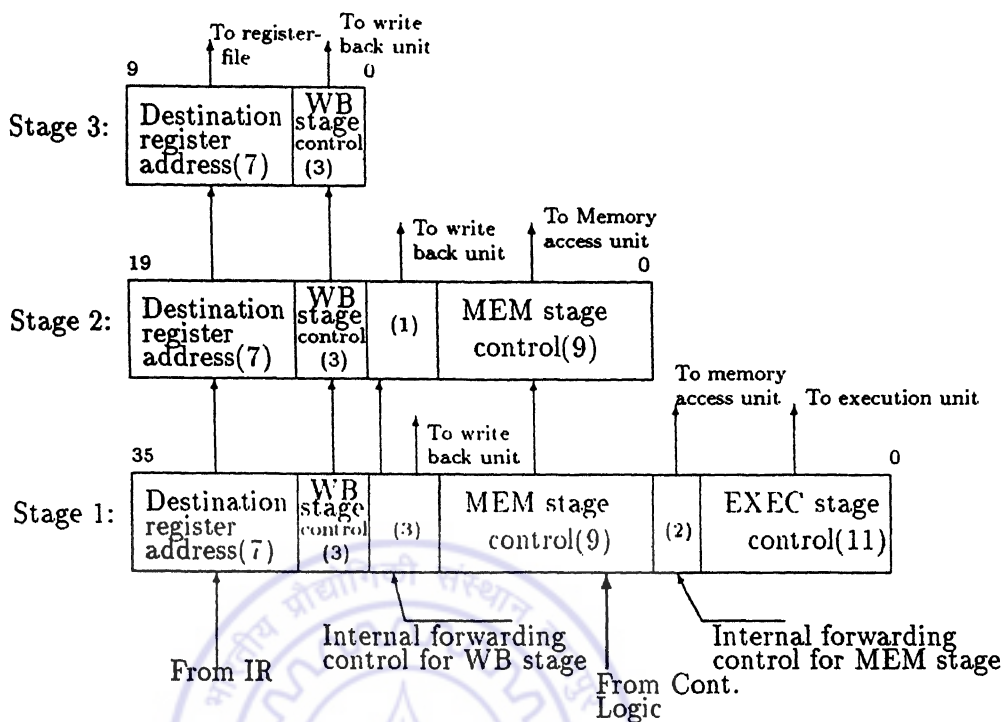 To register-
file
To write
back unit
9
0
Stage 3:
Destination
register
address(7)
WB
stage
control
(3)
To write
back unit
To Memory
access unit
19
0
Stage 2:
Destination
register
address(7)
WB
stage
control
(3)
(1)
MEM stage
control(9)
To write
back unit
To memory
access unit
To execution unit
35
0
Stage 1:
Destination
register
address(7)
WB
stage
control
(3)
(3)
MEM stage
control(9)
(2)
EXEC stage
control(11)
From IR
Internal forwarding
control for WB stage
From Cont.
Logic
Internal forwarding
control for MEM stage
भारतीय प्रौद्योगिकी संस्थान